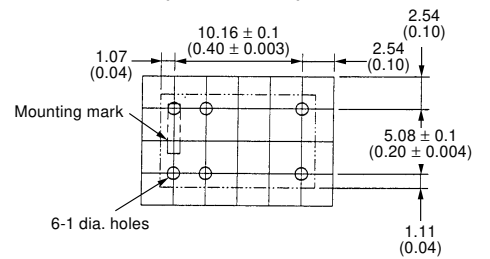 2.54
(0.10)
10.16 ± 0.1
(0.40 ± 0.003)
1.07
(0.04)
2.54
(0.10)
Mounting mark
5.08 ± 0.1
(0.20 ± 0.004)
6-1 dia. holes
1.11
(0.04)